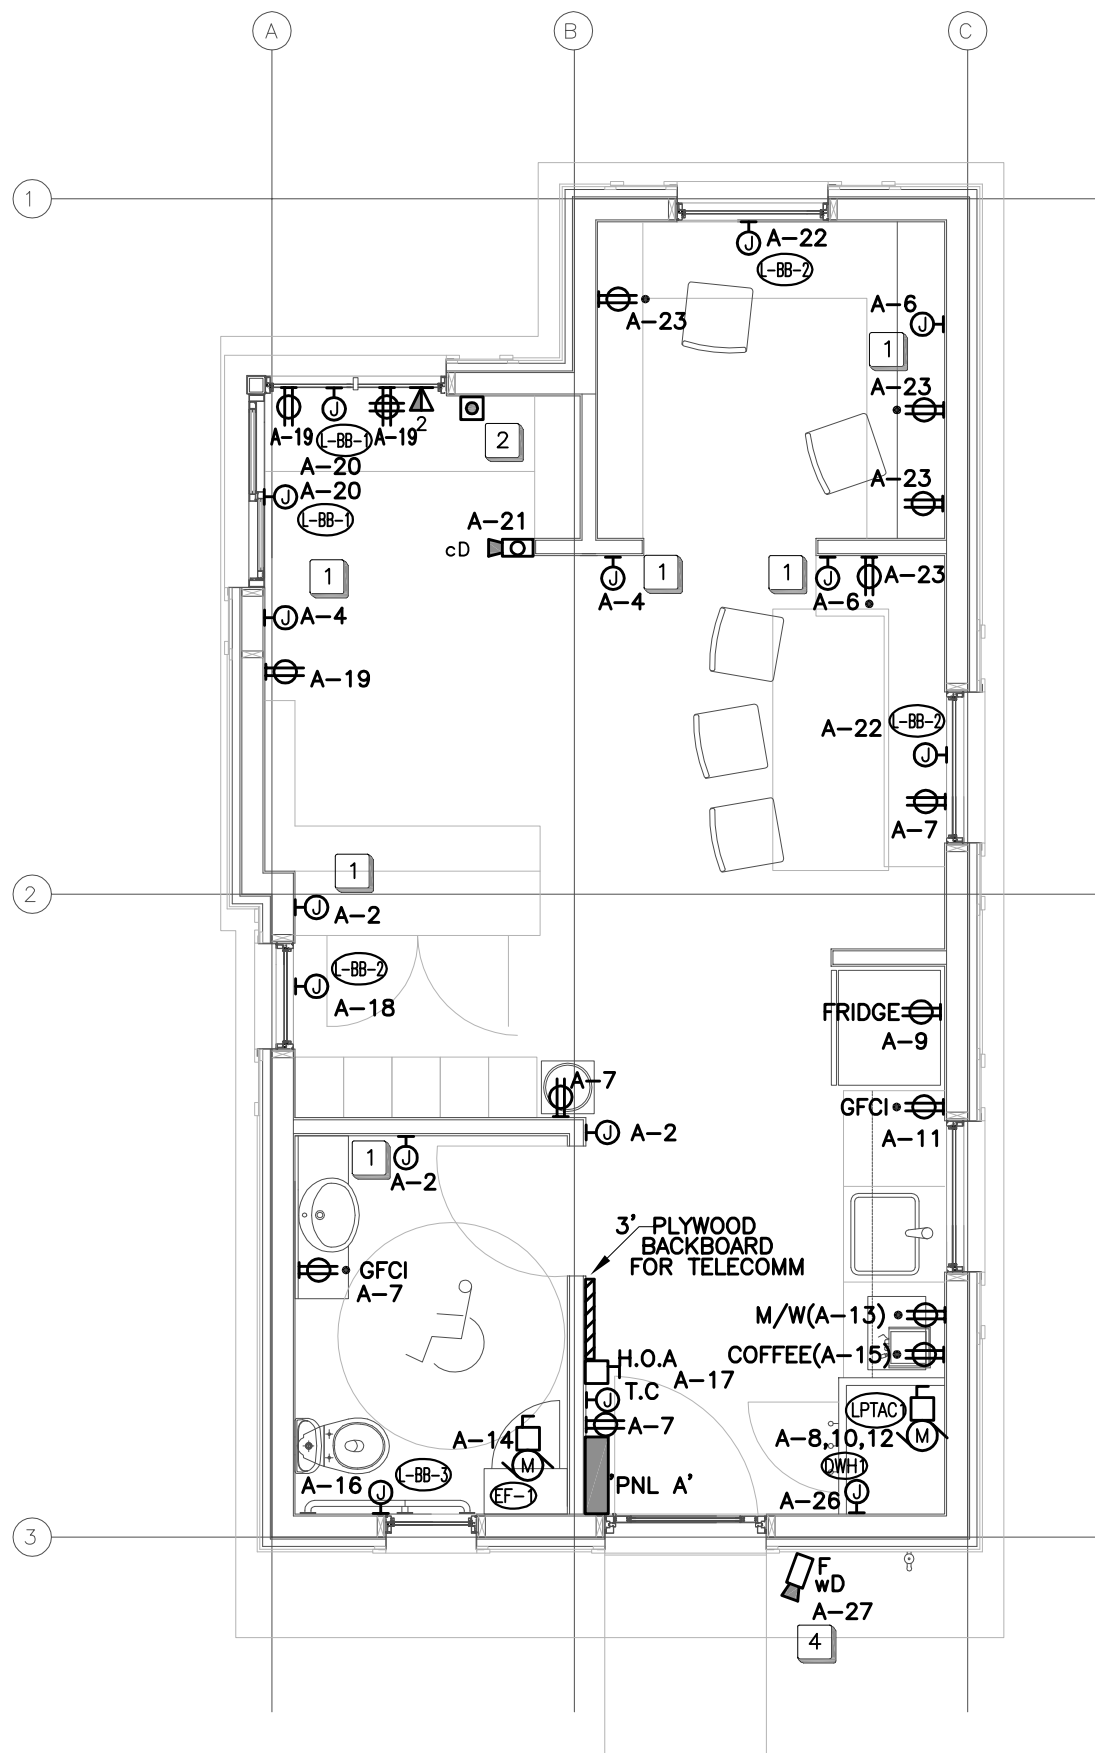 A
B
C
1
J A-22
L-BB-2
A-6
A-23
J
1
A-23
J
A-19
L-BB-1
A-19
2
2
A-20
A-20
J
L-BB-1
A-23
A-21
cD
1
1
1
J
J
A-23
A-4
A-6
J A-4
A-19
L-BB-2
A-22
J
A-7
1
2
J A-2
L-BB-2
J
A-18
FRIDGE
A-9
A-7
GFCI
J A-2
A-11
1
J
A-2
3' PLYWOOD
BACKBOARD
FOR TELECOMM
GFCI
A-7
M/W(A-13)
COFFEE(A-15)
H.O.A
A-17
T.C
J
LPTAC1
A-7
A-14
A-8,10,12
M
M
DWH1
L-BB-3
A-16
J
EF-1
'PNL A'
J
A-26
3
F
wD
A-27
4